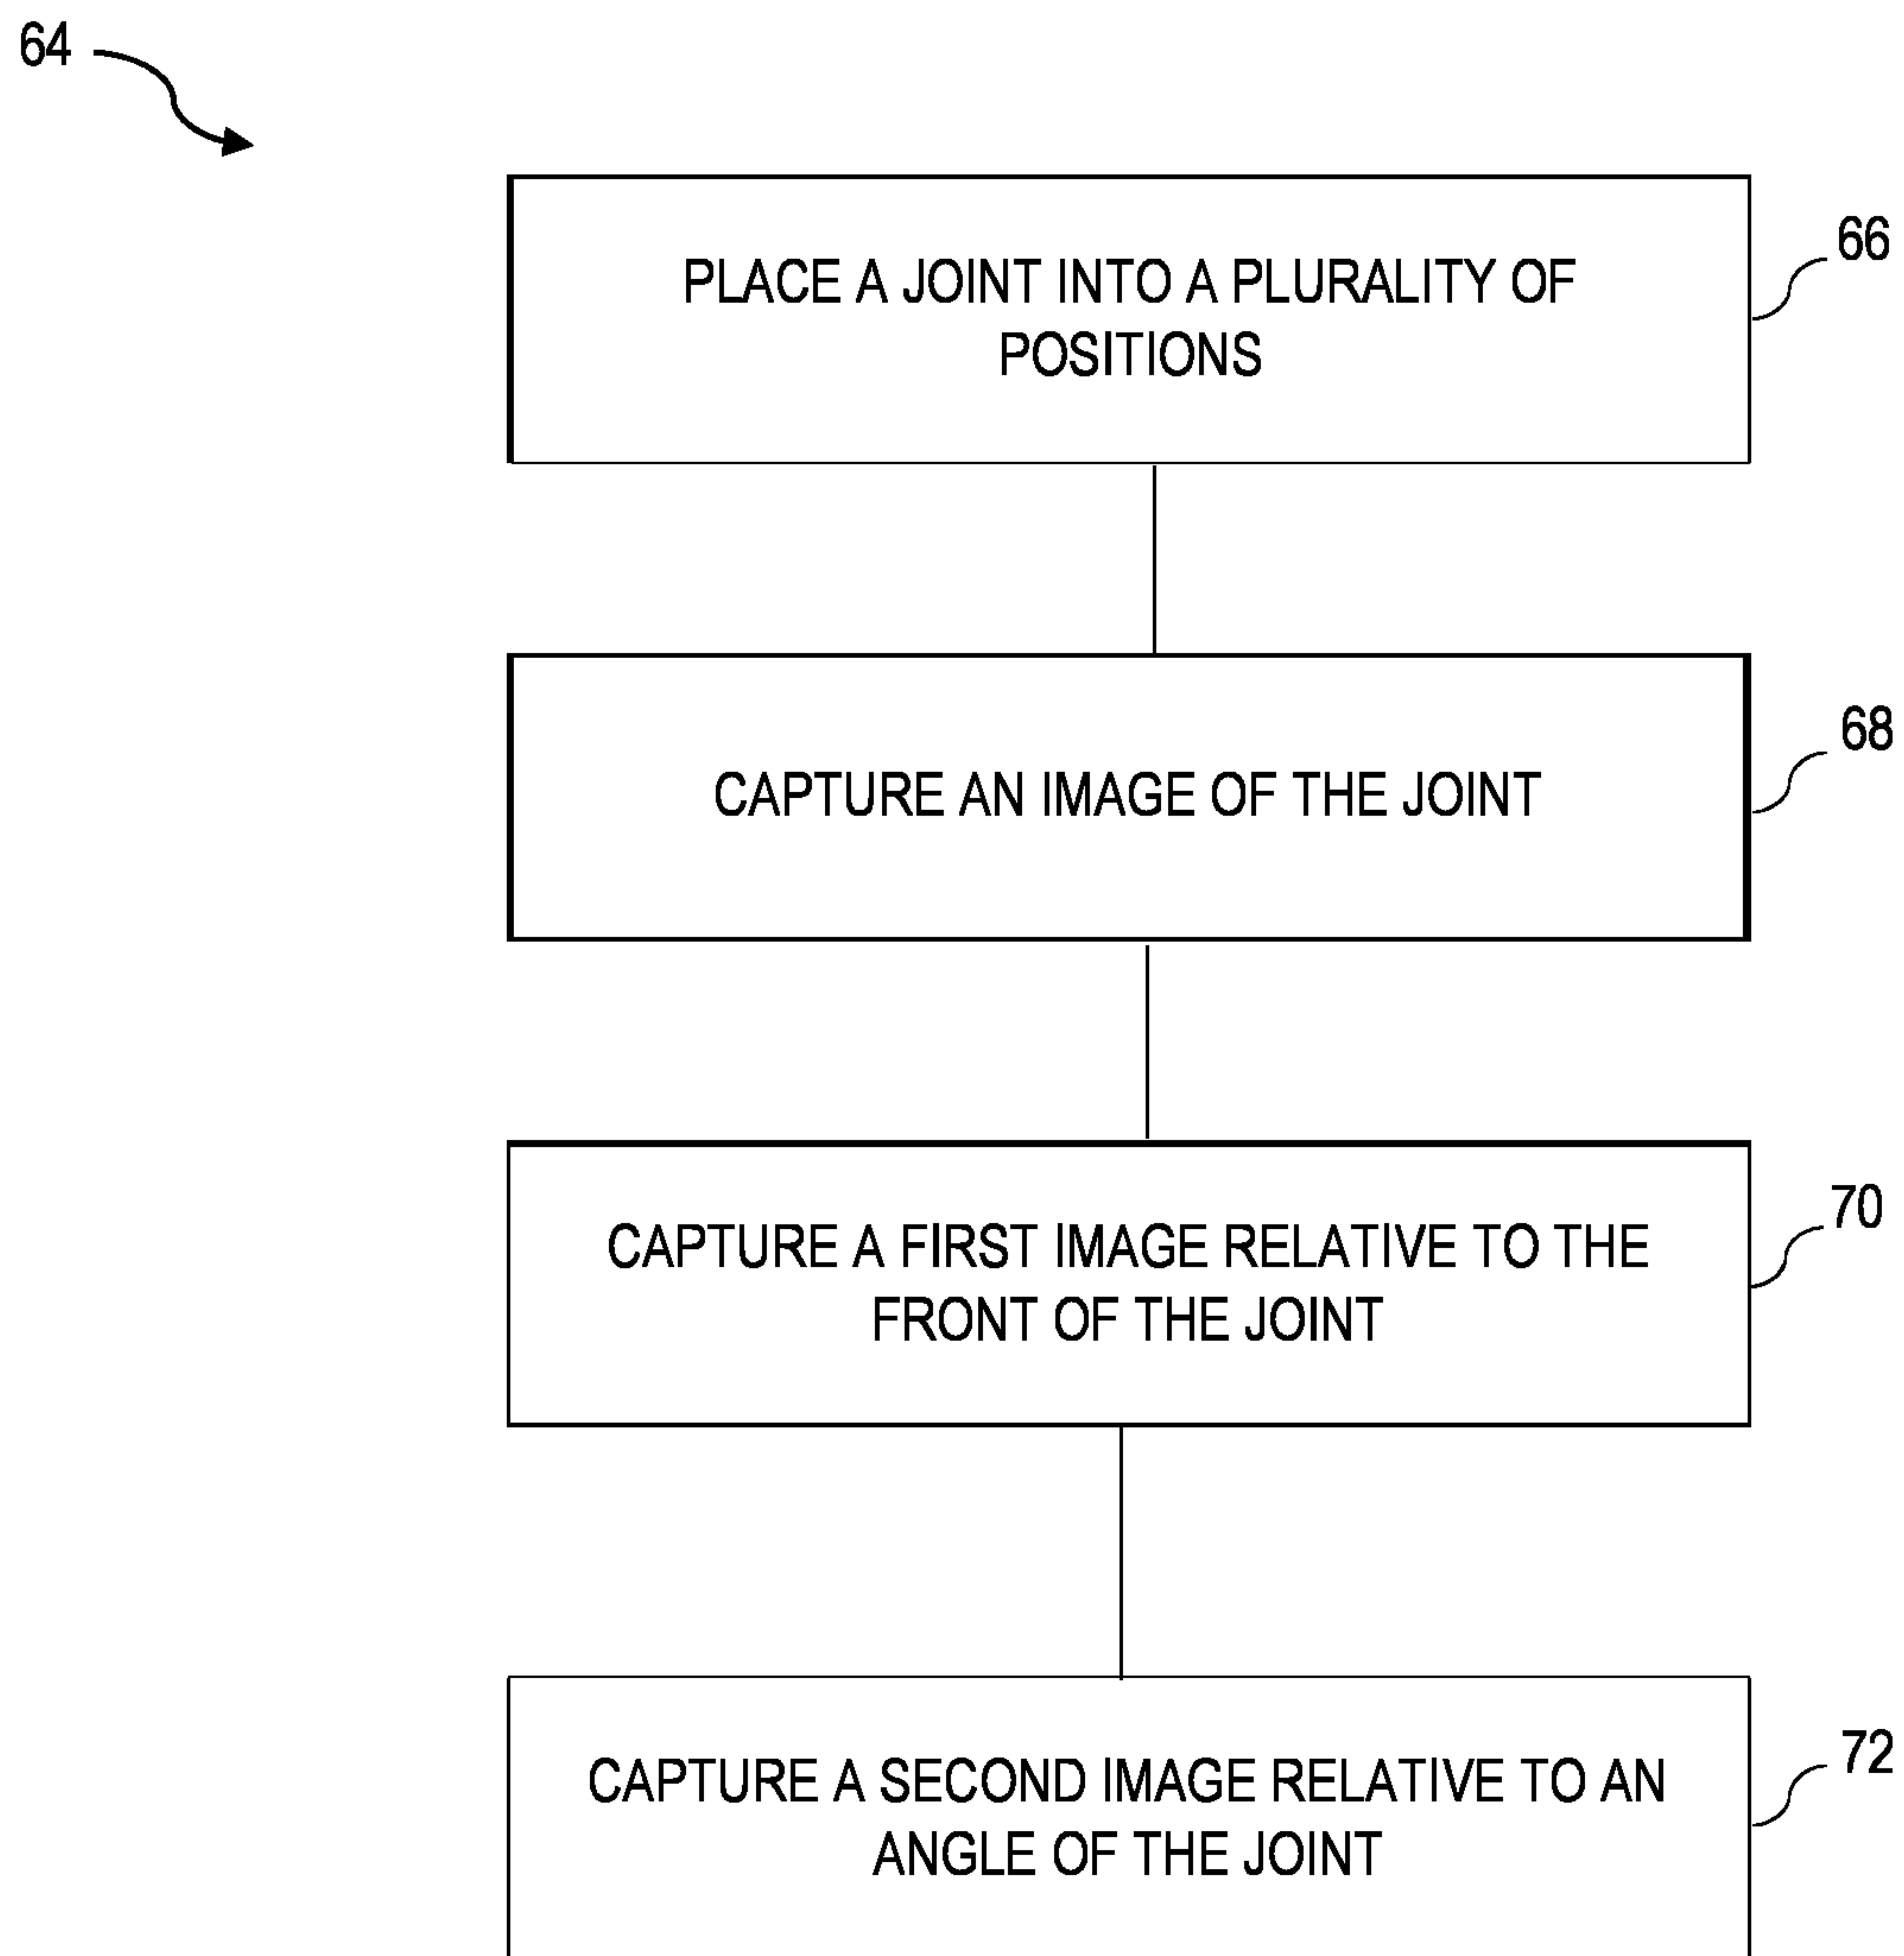 64
PLACE A JOINT INTO A PLURALITY OF
POSITIONS
66
CAPTURE AN IMAGE OF THE JOINT
68
CAPTURE A FIRST IMAGE RELATIVE TO THE
FRONT OF THE JOINT
70
CAPTURE A SECOND IMAGE RELATIVE TO AN
ANGLE OF THE JOINT
72